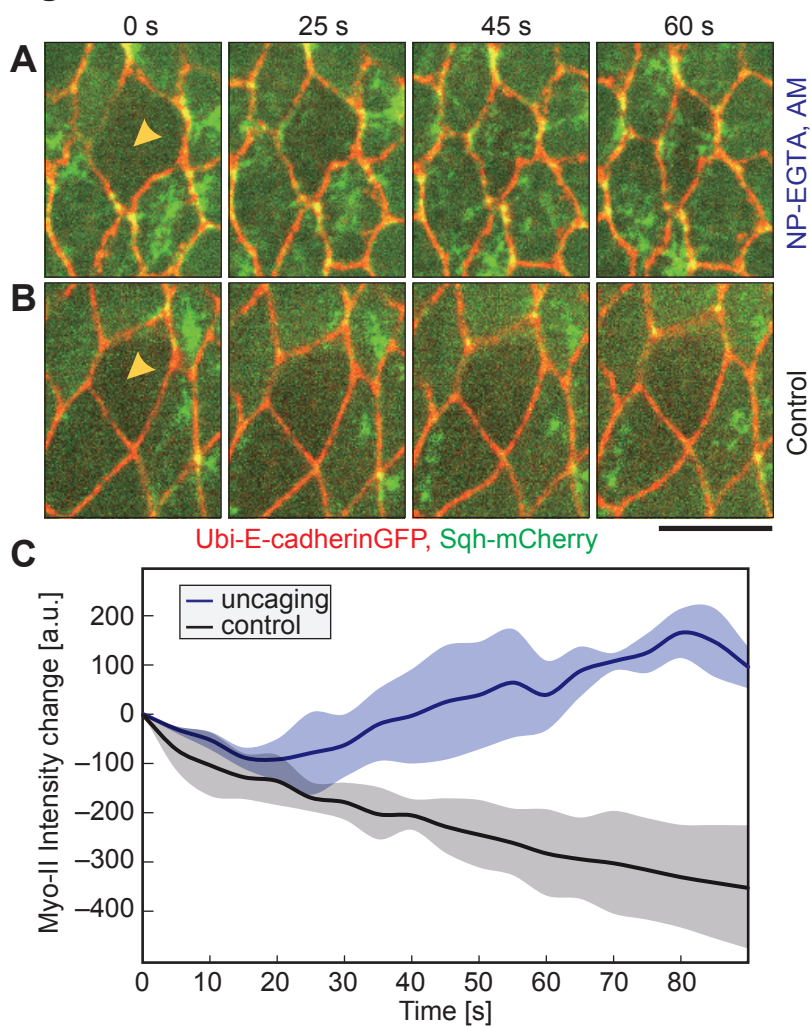 0 s 25 s 45 s 60 s
A
NP-EGTA, AM
B
Control
Ubi-E-cadherinGFP, Sqh-mCherry
C
uncaging
control
Myo-II Intensity change [a.u.]
200
100
0
−100
−200
−300
−400
0 10 20 30 40 50 60 70 80
Time [s]